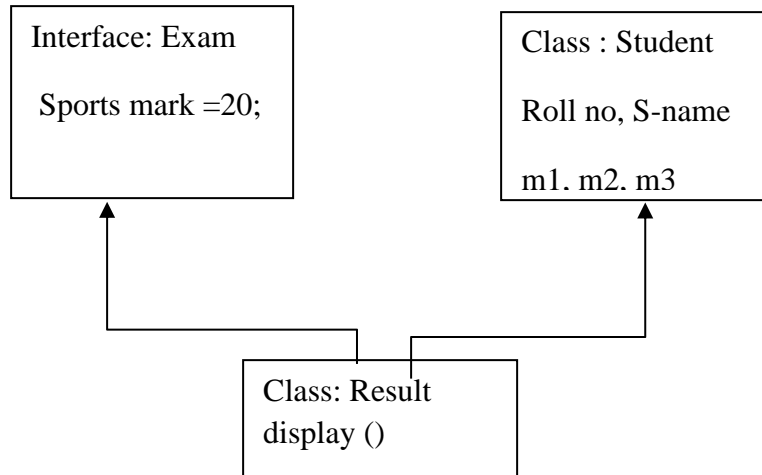 Interface: Exam
Sports mark =20;
Class : Student
Roll no, S-name
m1, m2, m3
Class: Result
display ()